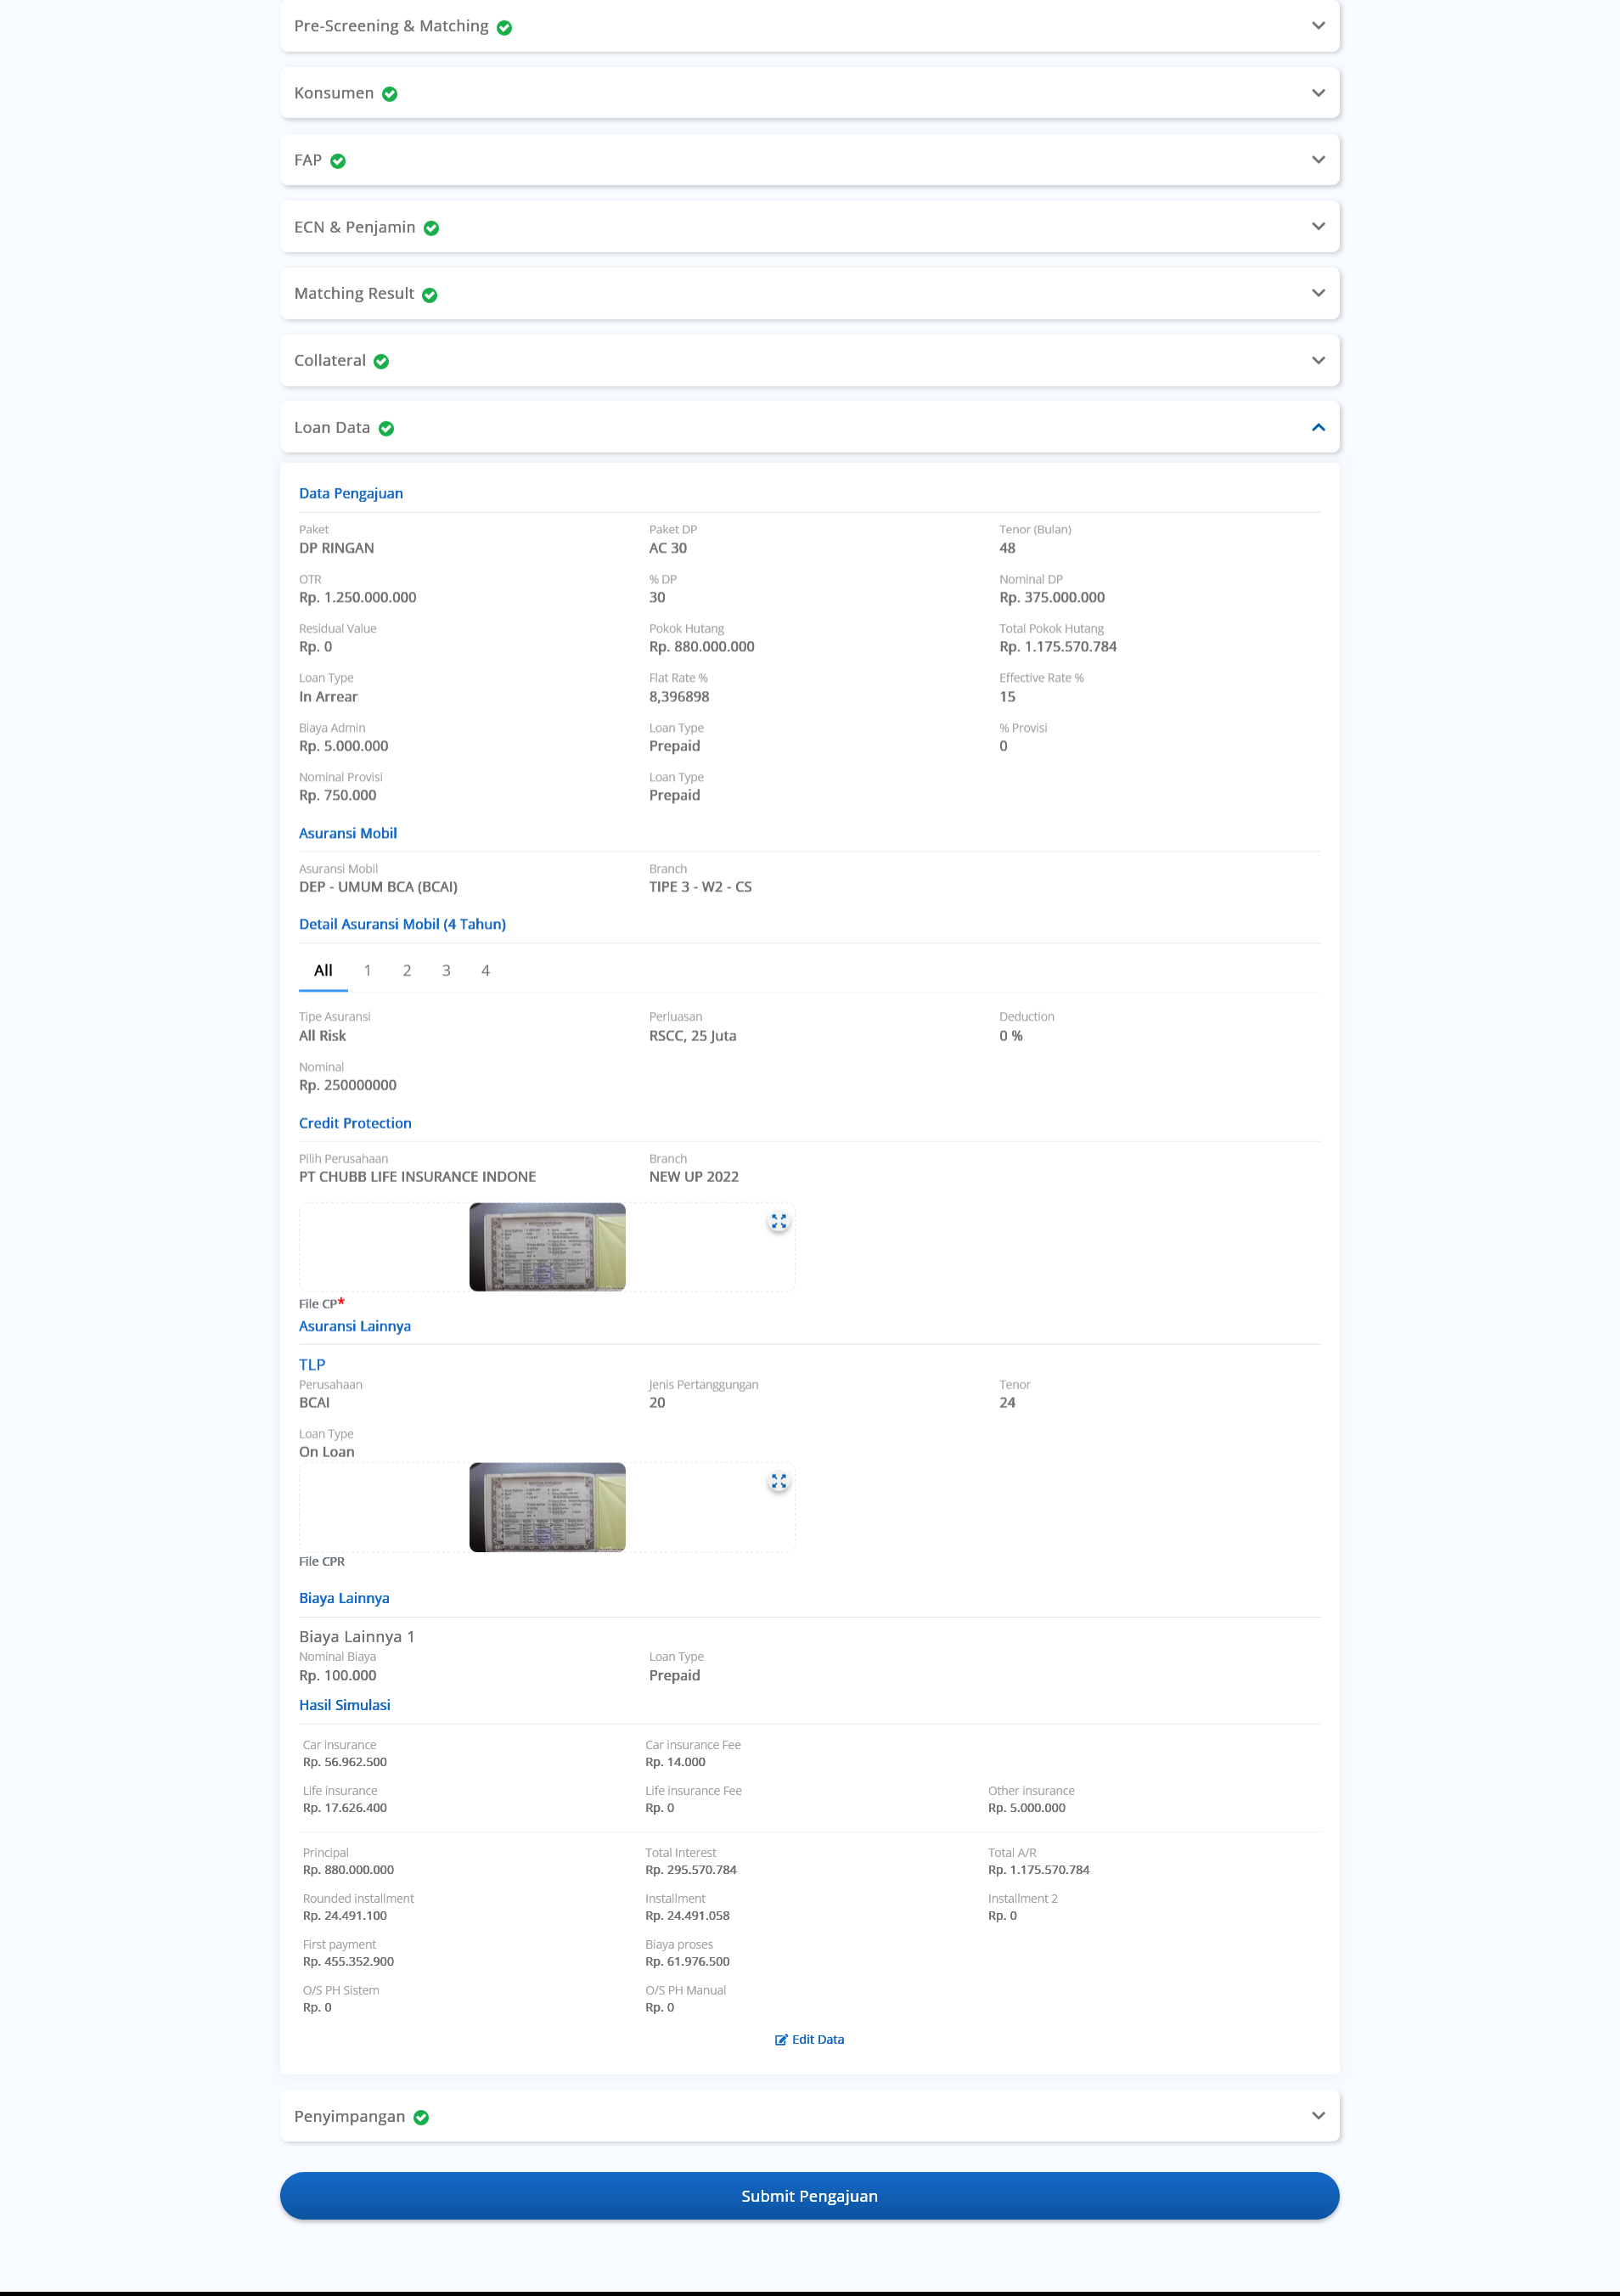 Pre-Screening & Matching
Konsumen
FAP
ECN & Penjamin
Matching Result
Collateral
Loan Data
Data Pengajuan
Paket Paket DP Tenor (Bulan)
DP RINGAN AC 30 48
OTR % DP Nominal DP
Rp. 1.250.000.000 30 Rp. 375.000.000
Residual Value Pokok Hutang Total Pokok Hutang
Rp. 0 Rp. 880.000.000 Rp. 1.175.570.784
Loan Type Flat Rate % Effective Rate %
In Arrear 8,396898 15
Biaya Admin Loan Type % Provisi
Rp. 5.000.000 Prepaid 0
Nominal Provisi Loan Type
Rp. 750.000 Prepaid
Asuransi Mobil
Asuransi Mobil Branch
DEP - UMUM BCA (BCAI) TIPE 3 - W2 - CS
Detail Asuransi Mobil (4 Tahun)
All 1 2 3 4
Tipe Asuransi Perluasan Deduction
All Risk RSCC, 25 Juta 0 %
Nominal
Rp. 250000000
Credit Protection
Pilih Perusahaan Branch
PT CHUBB LIFE INSURANCE INDONE NEW UP 2022
File CP*
Asuransi Lainnya
TLP
Perusahaan Jenis Pertanggungan Tenor
BCAI 20 24
Loan Type
On Loan
File CPR
Biaya Lainnya
Biaya Lainnya 1
Nominal Biaya Loan Type
Rp. 100.000 Prepaid
Hasil Simulasi
Car insurance Car insurance Fee
Rp. 56.962.500 Rp. 14.000
Life insurance Life insurance Fee Other insurance
Rp. 17.626.400 Rp. 0 Rp. 5.000.000
Principal Total Interest Total A/R
Rp. 880.000.000 Rp. 295.570.784 Rp. 1.175.570.784
Rounded installment Installment Installment 2
Rp. 24.491.100 Rp. 24.491.058 Rp. 0
First payment Biaya proses
Rp. 455.352.900 Rp. 61.976.500
O/S PH Sistem O/S PH Manual
Rp. 0 Rp. 0
Edit Data
Penyimpangan
Submit Pengajuan